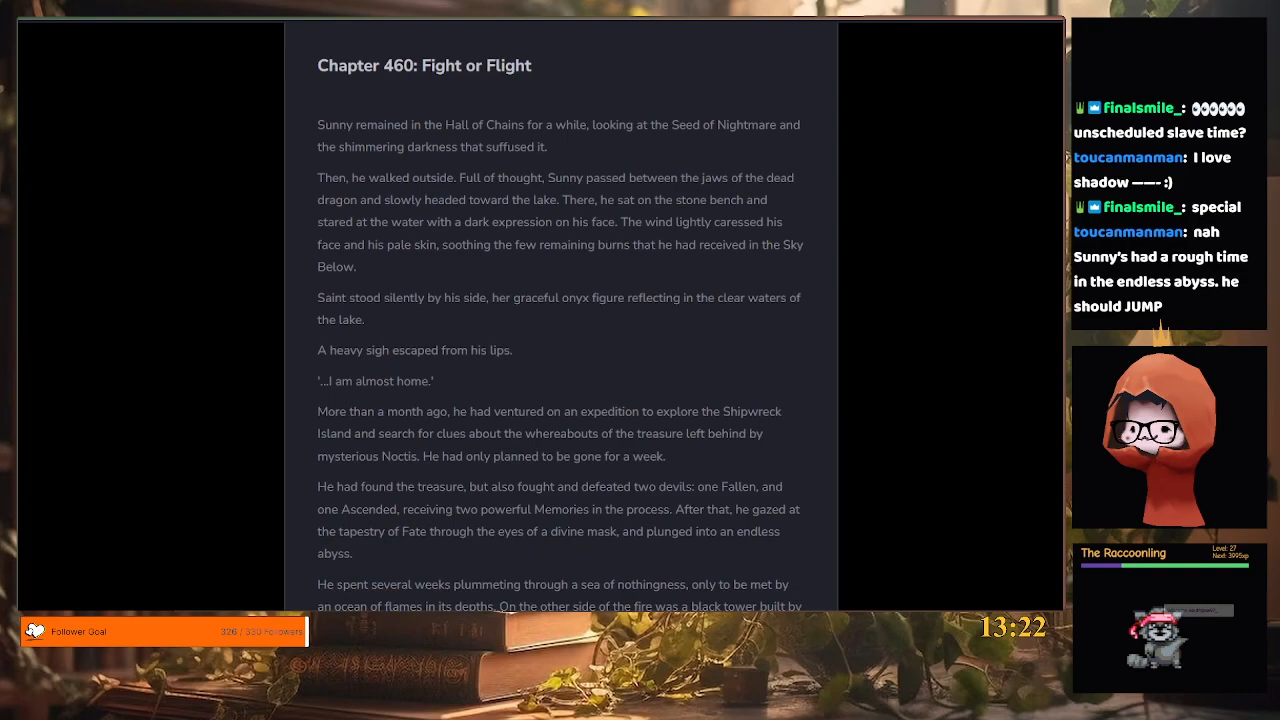 Chapter 460: Fight or Flight
Sunny remained in the Hall of Chains for a while, looking at the Seed of Nightmare and
the shimmering darkness that suffused it.
Then, he walked outside. Full of thought, Sunny passed between the jaws of the dead
dragon and slowly headed toward the lake. There, he sat on the stone bench and
stared at the water with a dark expression on his face. The wind lightly caressed his
face and his pale skin, soothing the few remaining burns that he had received in the Sky
Below.
Saint stood silently by his side, her graceful onyx figure reflecting in the clear waters of
the lake.
A heavy sigh escaped from his lips.
'...I am almost home.'
More than a month ago, he had ventured on an expedition to explore the Shipwreck
Island and search for clues about the whereabouts of the treasure left behind by
mysterious Noctis. He had only planned to be gone for a week.
He had found the treasure, but also fought and defeated two devils: one Fallen, and
one Ascended, receiving two powerful Memories in the process. After that, he gazed at
the tapestry of Fate through the eyes of a divine mask, and plunged into an endless
abyss.
He spent several weeks plummeting through a sea of nothingness, only to be met by
an ocean of flames in its depths. On the other side of the fire was a black tower built by
finalsmile_: 👀👀👀
unscheduled slave time?
toucanmanman: I love
shadow ——- :)
finalsmile_: special
toucanmanman: nah
Sunny's had a rough time
in the endless abyss. he
should JUMP
The Raccoonling
Level: 27
Next: 3995xp
Follower Goal
326 / 330 Followers
13:22